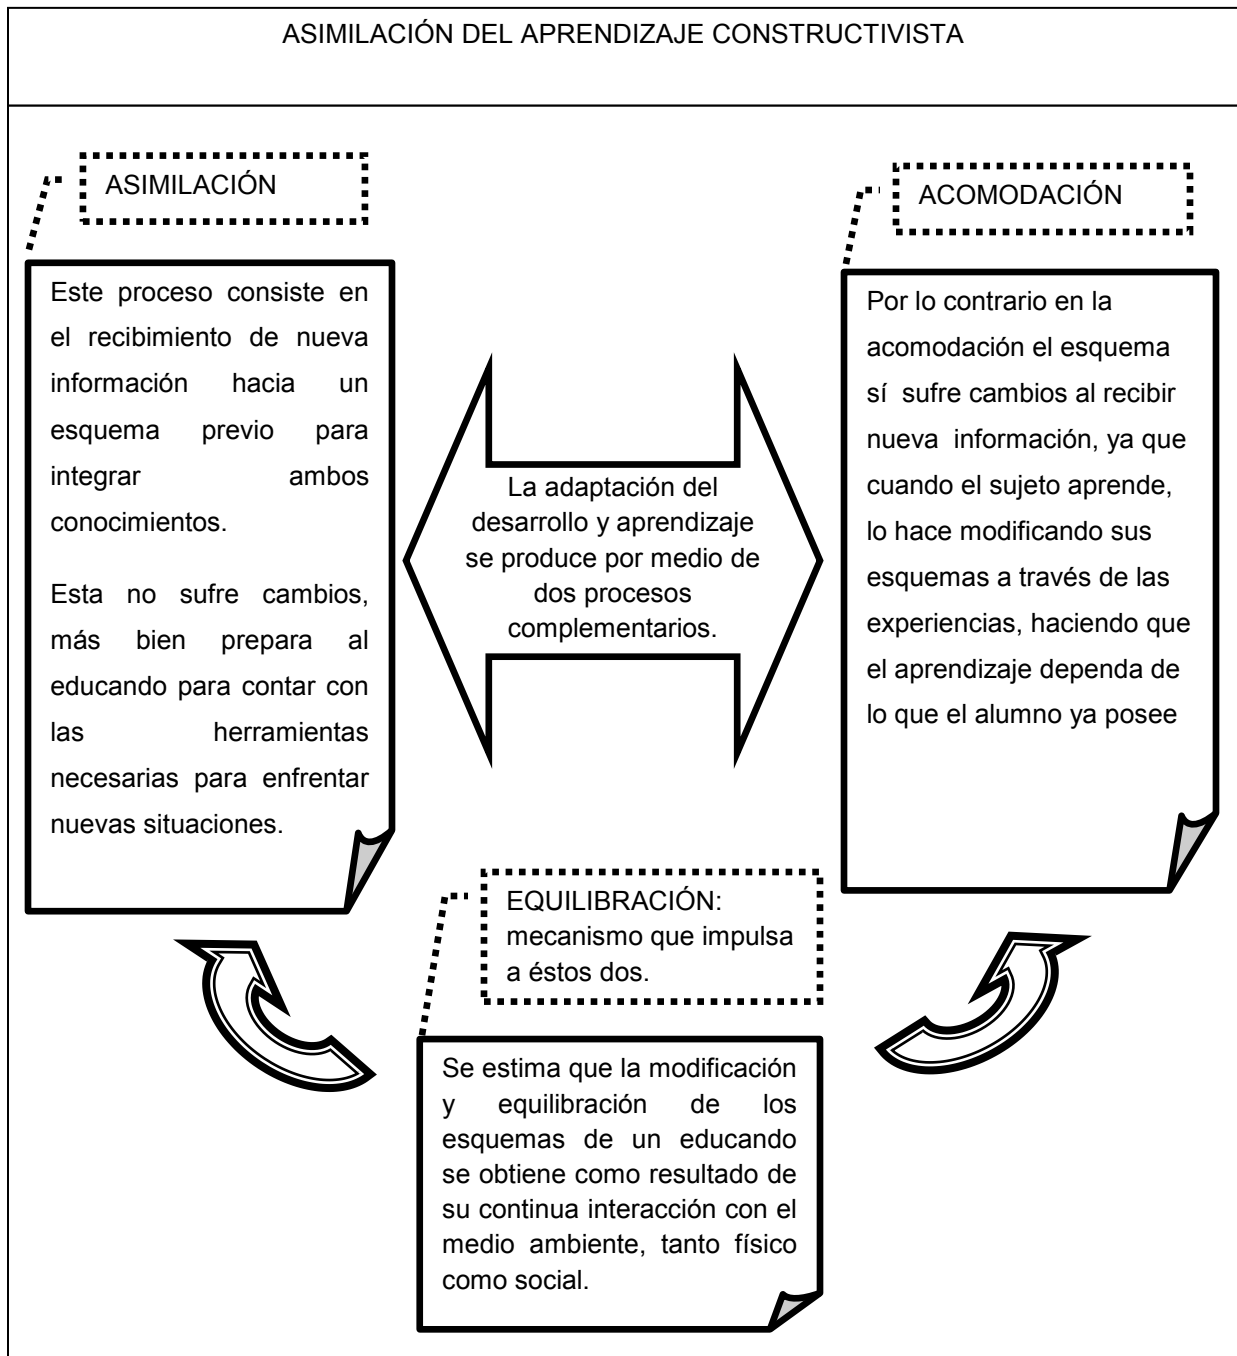 ASIMILACIÓN DEL APRENDIZAJE CONSTRUCTIVISTA
ASIMILACIÓN
Este proceso consiste en
el recibimiento de nueva
información hacia un
esquema previo para
integrar ambos
conocimientos.
Esta no sufre cambios,
más bien prepara al
educando para contar con
las herramientas
necesarias para enfrentar
nuevas situaciones.
La adaptación del
desarrollo y aprendizaje
se produce por medio de
dos procesos
complementarios.
ACOMODACIÓN
Por lo contrario en la
acomodación el esquema
sí sufre cambios al recibir
nueva información, ya que
cuando el sujeto aprende,
lo hace modificando sus
esquemas a través de las
experiencias, haciendo que
el aprendizaje dependa de
lo que el alumno ya posee
EQUILIBRACIÓN:
mecanismo que impulsa
a éstos dos.
Se estima que la modificación
y equilibración de los
esquemas de un educando
se obtiene como resultado de
su continua interacción con el
medio ambiente, tanto físico
como social.